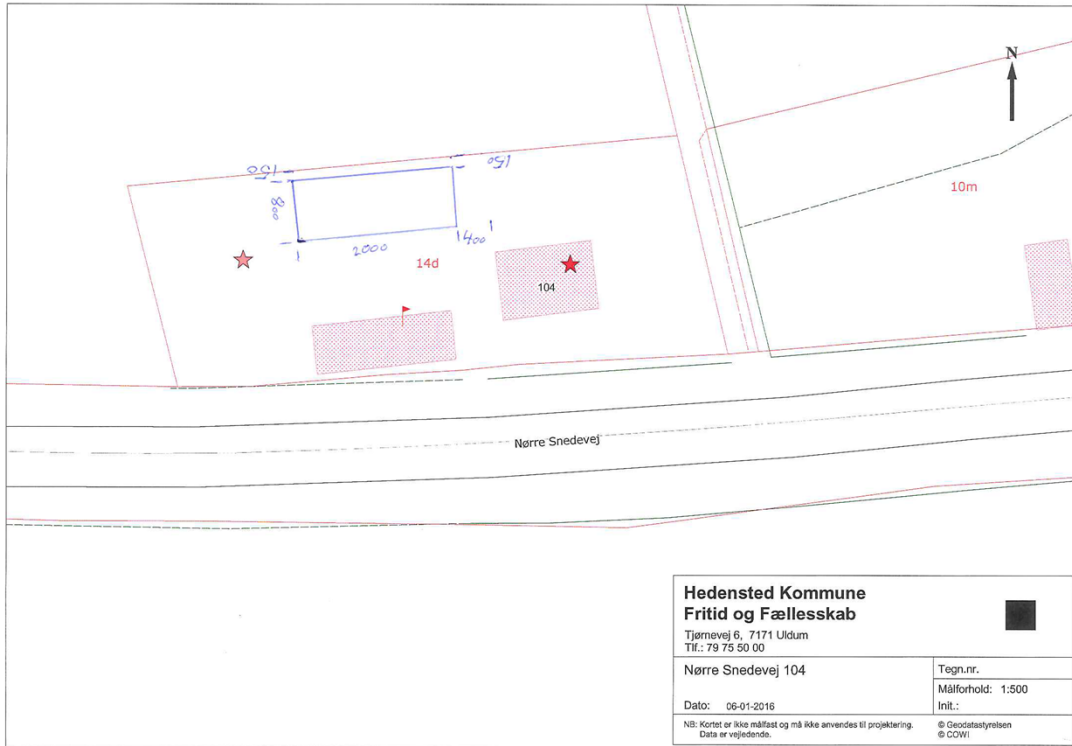 N
150
150
800
2000
400
14d
10m
104
Nørre Snedevej
Hedensted Kommune
Fritid og Fællesskab
Tjørnevej 6, 7171 Uldum
Tlf.: 79 75 50 00
Nørre Snedevej 104
Tegn.nr.
Målforhold: 1:500
Dato: 06-01-2016
Init.:
NB: Kortet er ikke målfast og må ikke anvendes til projektering.
Data er vejledende.
© Geodatastyrelsen
© COWI